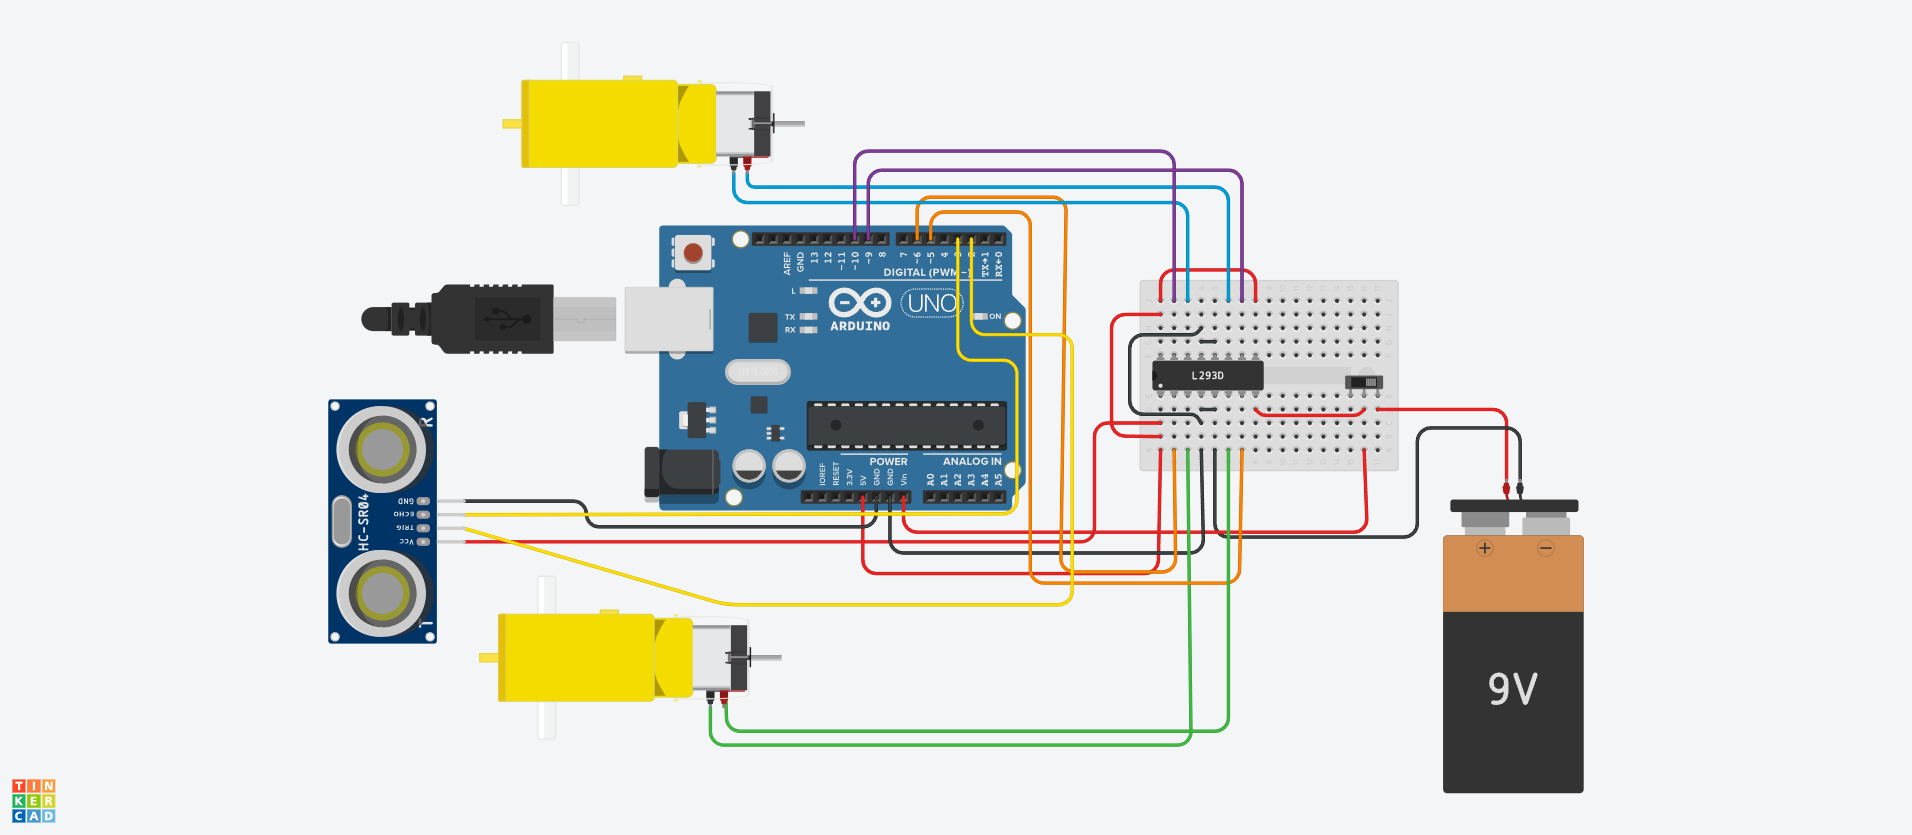 AREF
GND
13
12
~11
~10
~9
8
7
~6
~5
4
2
TX→1
RX←0
DIGITAL (PWM~)
L
TX
RX
ARDUINO
UNO
ON
L293D
IOREF
RESET
3.3V
5V
GND
GND
Vin
POWER
ANALOG IN
A0
A1
A2
A3
A4
A5
R
HC-SR04
GND
ECHO
TRIG
VCC
T
+
−
9V
TIN
KER
CAD